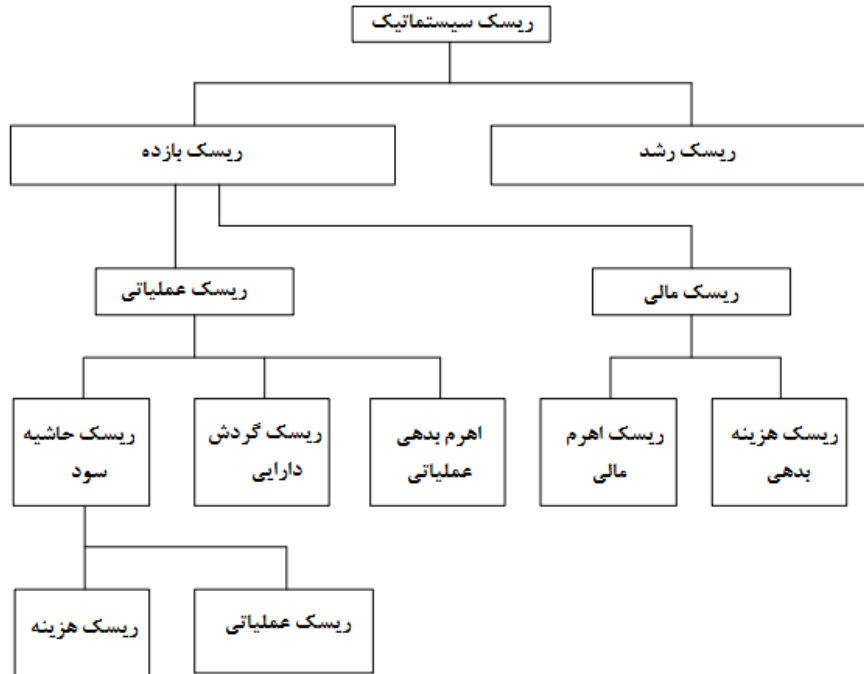 ریسک سیستماتیک
ریسک رشد
ریسک بازده
ریسک مالی
ریسک عملیاتی
ریسک هزینه
بدهی
ریسک اهرم
مالی
اهرم بدهی
عملیاتی
ریسک گردش
دارایی
ریسک حاشیه
سود
ریسک عملیاتی
ریسک هزینه